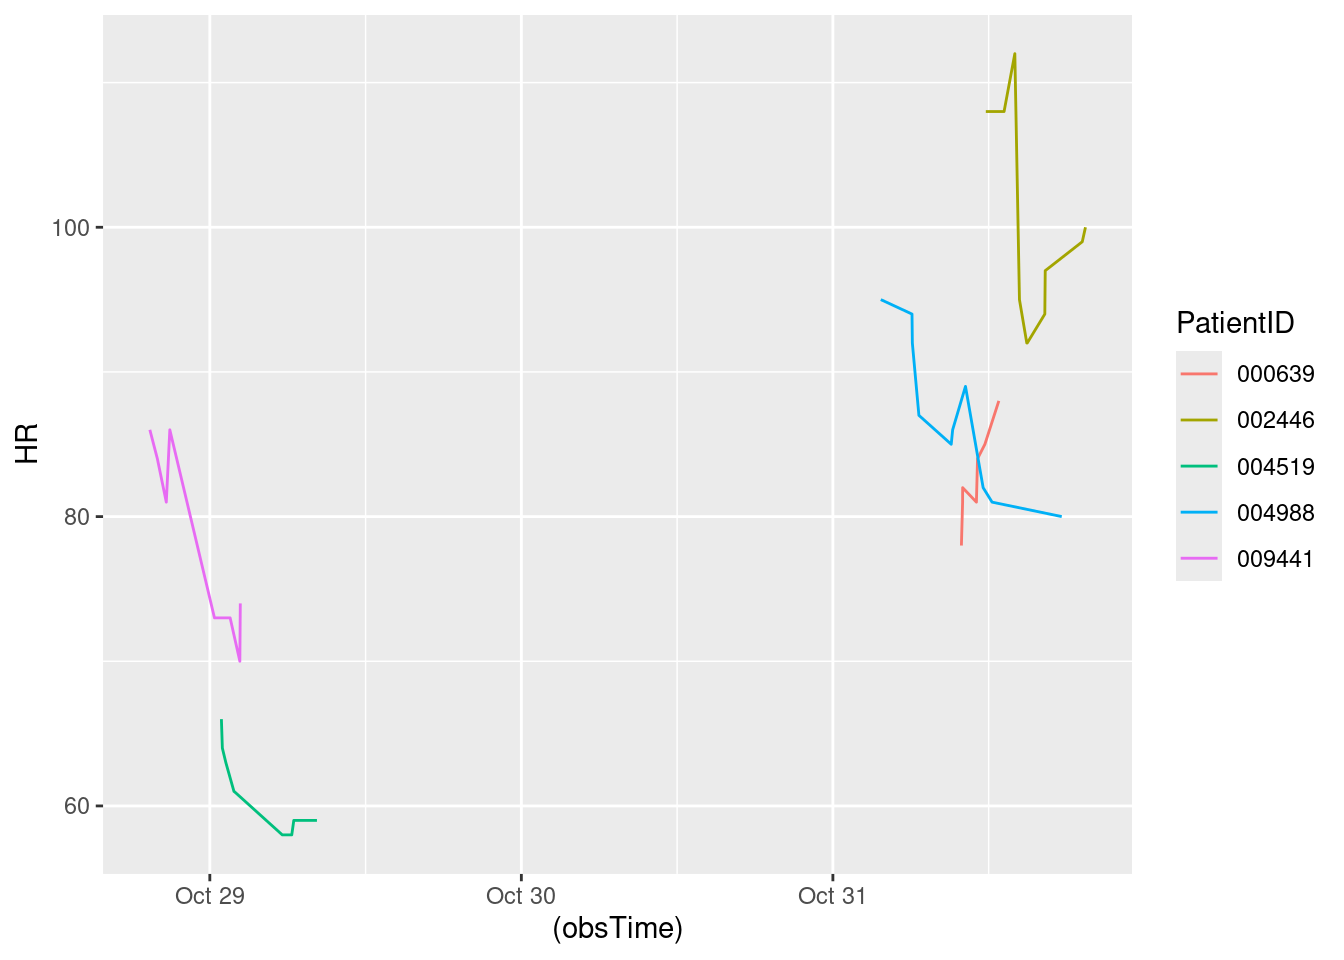 100
80
60
HR
Oct 29
Oct 30
Oct 31
(obsTime)
PatientID
000639
002446
004519
004988
009441